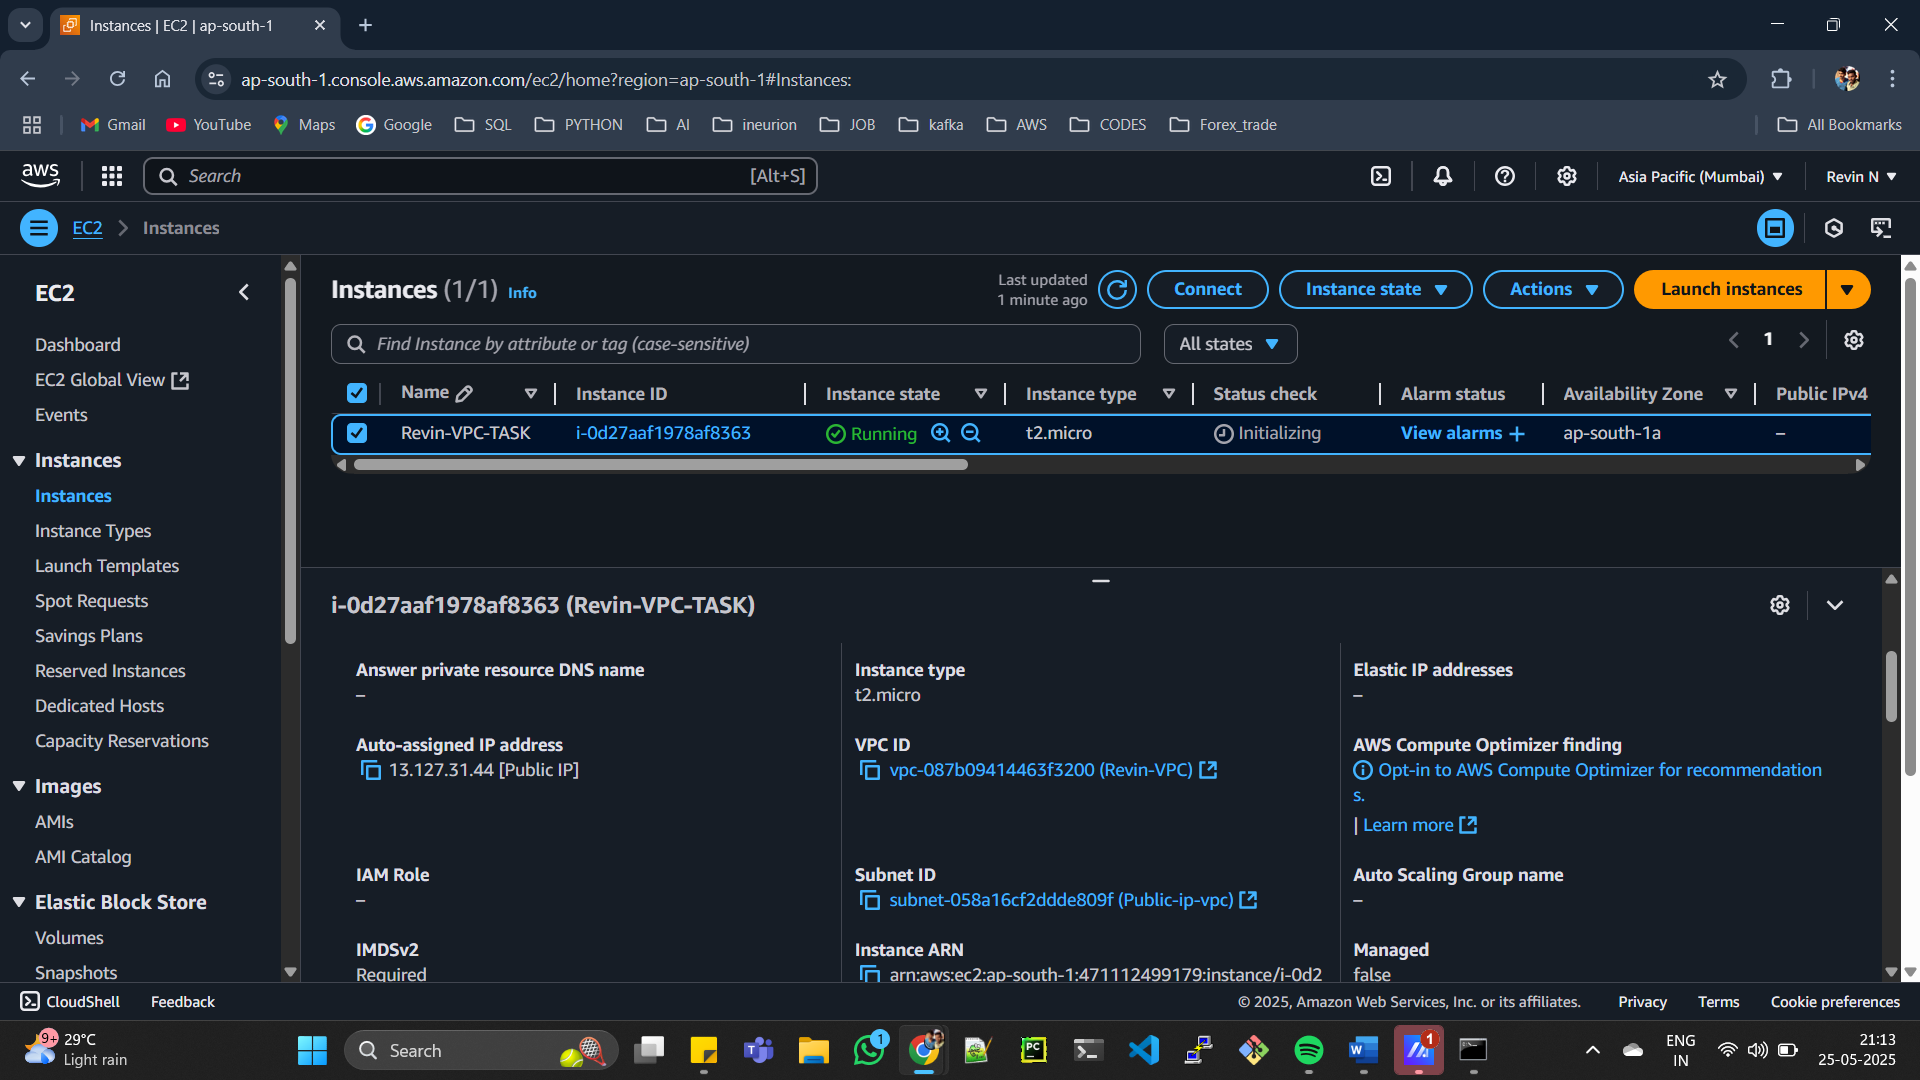 Instances | EC2 | ap-south-1
ap-south-1.console.aws.amazon.com/ec2/home?region=ap-south-1#Instances:
Gmail YouTube Maps Google SQL PYTHON AI ineurion JOB kafka AWS CODES Forex_trade All Bookmarks
aws Search [Alt+S] Asia Pacific (Mumbai) Revin N
EC2 Instances
EC2
Dashboard
EC2 Global View
Events
Instances
Instances
Instance Types
Launch Templates
Spot Requests
Savings Plans
Reserved Instances
Dedicated Hosts
Capacity Reservations
Images
AMIs
AMI Catalog
Elastic Block Store
Volumes
Snapshots
Instances (1/1) Info
Last updated
1 minute ago
Connect Instance state Actions Launch instances
Find Instance by attribute or tag (case-sensitive) All states 1
Name Instance ID Instance state Instance type Status check Alarm status Availability Zone Public IPv4
Revin-VPC-TASK i-0d27aaf1978af8363 Running t2.micro Initializing View alarms + ap-south-1a –
i-0d27aaf1978af8363 (Revin-VPC-TASK)
Answer private resource DNS name
–
Instance type
t2.micro
Elastic IP addresses
–
Auto-assigned IP address
13.127.31.44 [Public IP]
VPC ID
vpc-087b09414463f3200 (Revin-VPC)
AWS Compute Optimizer finding
Opt-in to AWS Compute Optimizer for recommendation
s.
| Learn more
IAM Role
–
Subnet ID
subnet-058a16cf2ddde809f (Public-ip-vpc)
Auto Scaling Group name
–
IMDSv2
Required
Instance ARN
arn:aws:ec2:ap-south-1:471112499179:instance/i-0d2
Managed
false
CloudShell Feedback © 2025, Amazon Web Services, Inc. or its affiliates. Privacy Terms Cookie preferences
9+ 29°C
Light rain
Search
1
1
ENG
IN
21:13
25-05-2025